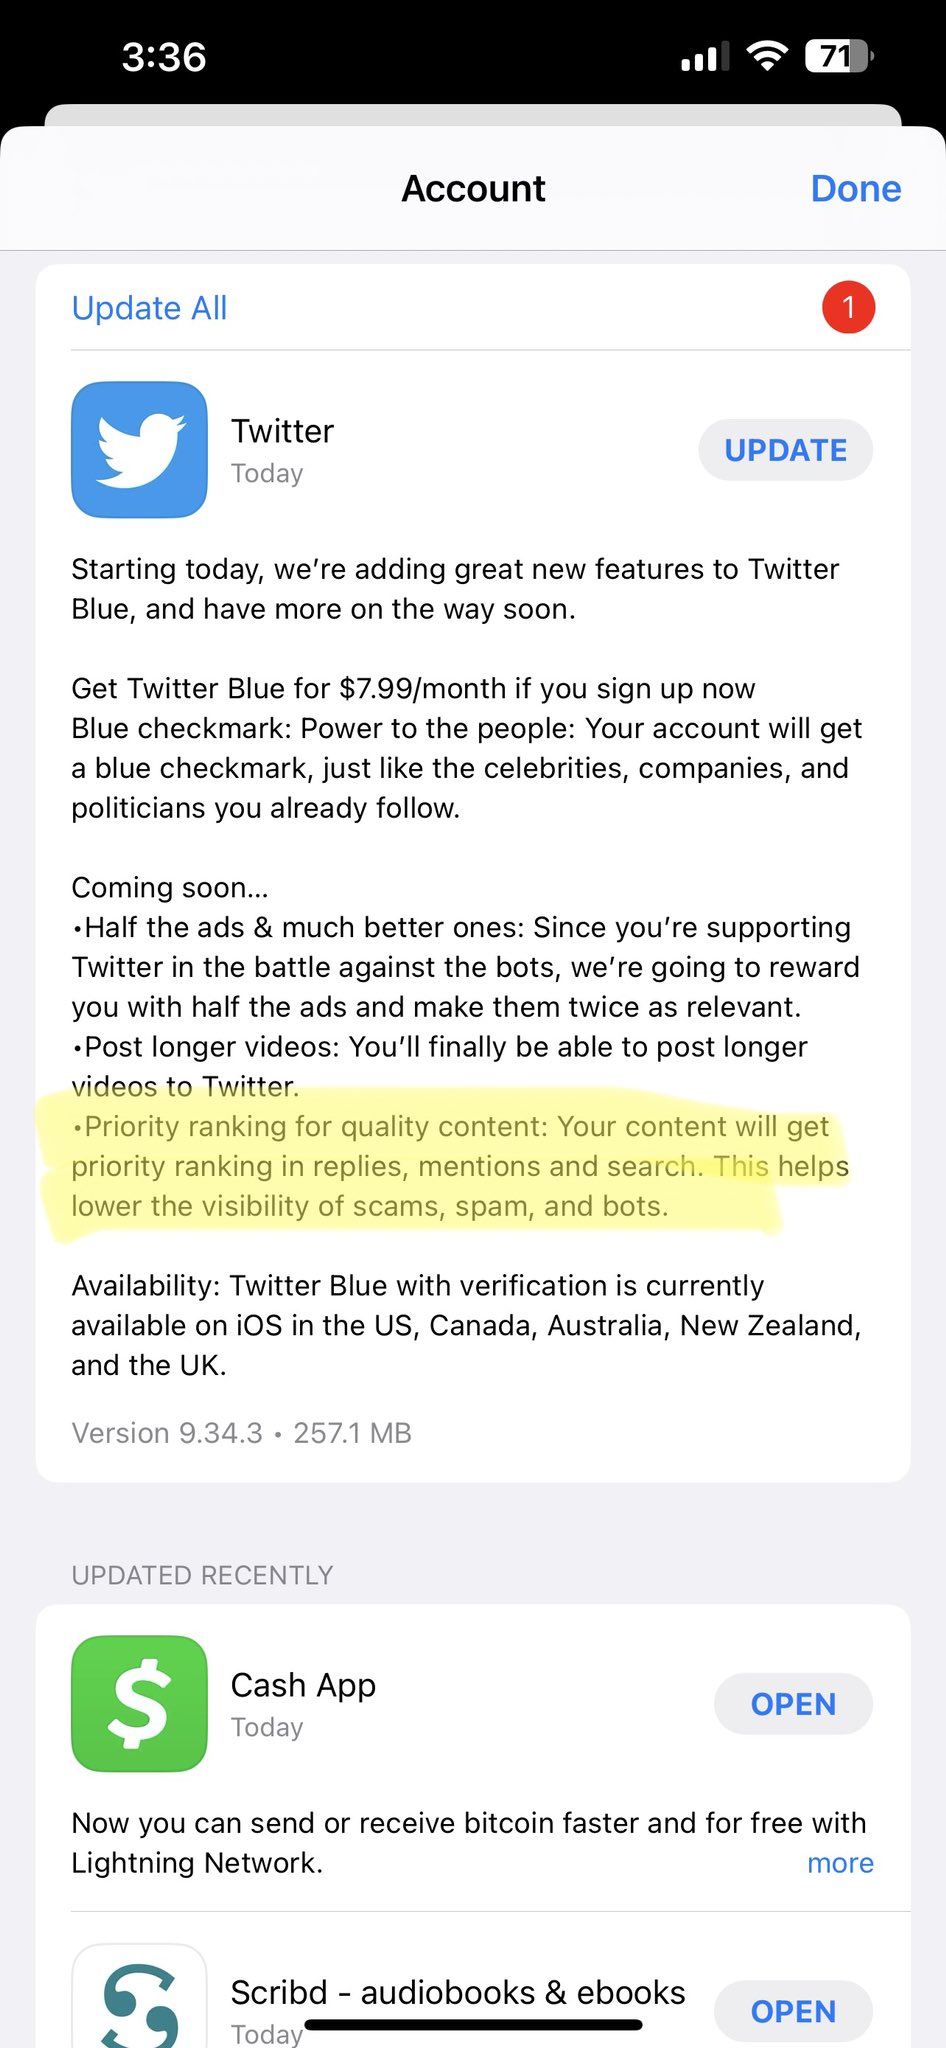 3:36
71
Account
Done
Update All
1
Twitter
Today
UPDATE
Starting today, we’re adding great new features to Twitter
Blue, and have more on the way soon.
Get Twitter Blue for $7.99/month if you sign up now
Blue checkmark: Power to the people: Your account will get
a blue checkmark, just like the celebrities, companies, and
politicians you already follow.
Coming soon…
•Half the ads & much better ones: Since you’re supporting
Twitter in the battle against the bots, we’re going to reward
you with half the ads and make them twice as relevant.
•Post longer videos: You’ll finally be able to post longer
videos to Twitter.
•Priority ranking for quality content: Your content will get
priority ranking in replies, mentions and search. This helps
lower the visibility of scams, spam, and bots.
Availability: Twitter Blue with verification is currently
available on iOS in the US, Canada, Australia, New Zealand,
and the UK.
Version 9.34.3 • 257.1 MB
UPDATED RECENTLY
$
Cash App
Today
OPEN
Now you can send or receive bitcoin faster and for free with
Lightning Network.
more
Scribd - audiobooks & ebooks
Today
OPEN